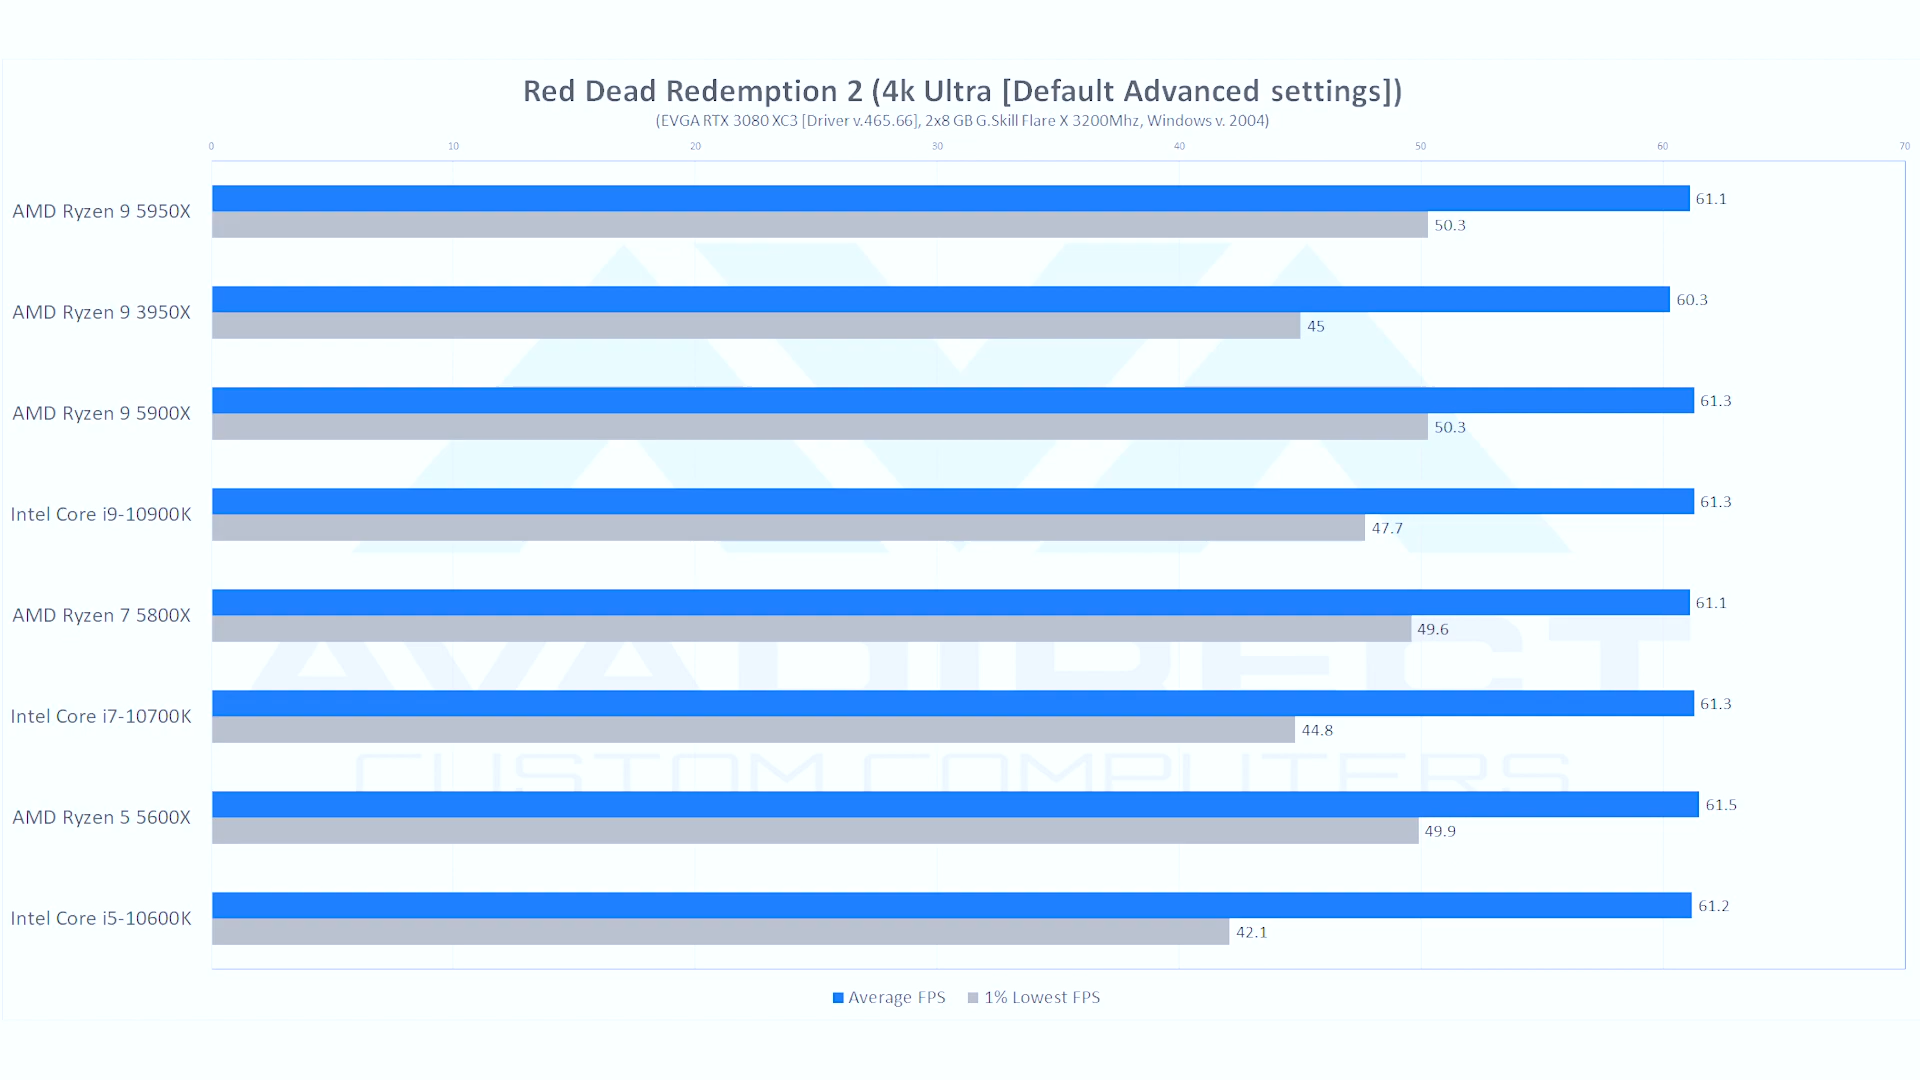 Red Dead Redemption 2 (4k Ultra [Default Advanced settings])
(EVGA RTX 3080 XC3 [Driver v.465.66], 2x8 GB G.Skill Flare X 3200Mhz, Windows v. 2004)
0 10 20 30 40 50 60 70
AMD Ryzen 9 5950X 61.1
50.3
AMD Ryzen 9 3950X 60.3
45
AMD Ryzen 9 5900X 61.3
50.3
Intel Core i9-10900K 61.3
47.7
AMD Ryzen 7 5800X 61.1
49.6
AVADIRECT
Intel Core i7-10700K 61.3
44.8
CUSTOM COMPUTERS
AMD Ryzen 5 5600X 61.5
49.9
Intel Core i5-10600K 61.2
42.1
Average FPS 1% Lowest FPS